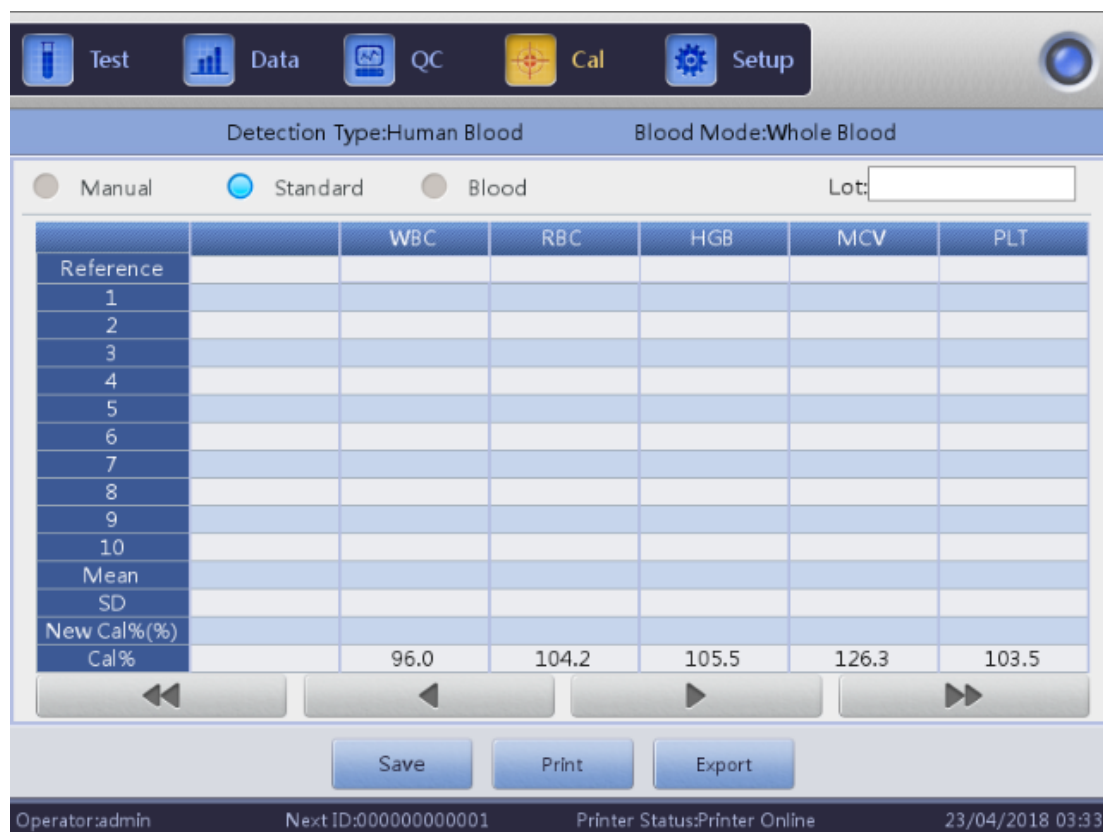 Test Data QC Cal Setup
Detection Type:Human Blood Blood Mode:Whole Blood
Manual Standard Blood Lot:
WBC RBC HGB MCV PLT
Reference
1
2
3
4
5
6
7
8
9
10
Mean
SD
New Cal%(%)
Cal% 96.0 104.2 105.5 126.3 103.5
Save Print Export
Operator:admin Next ID:000000000001 Printer Status:Printer Online 23/04/2018 03:33